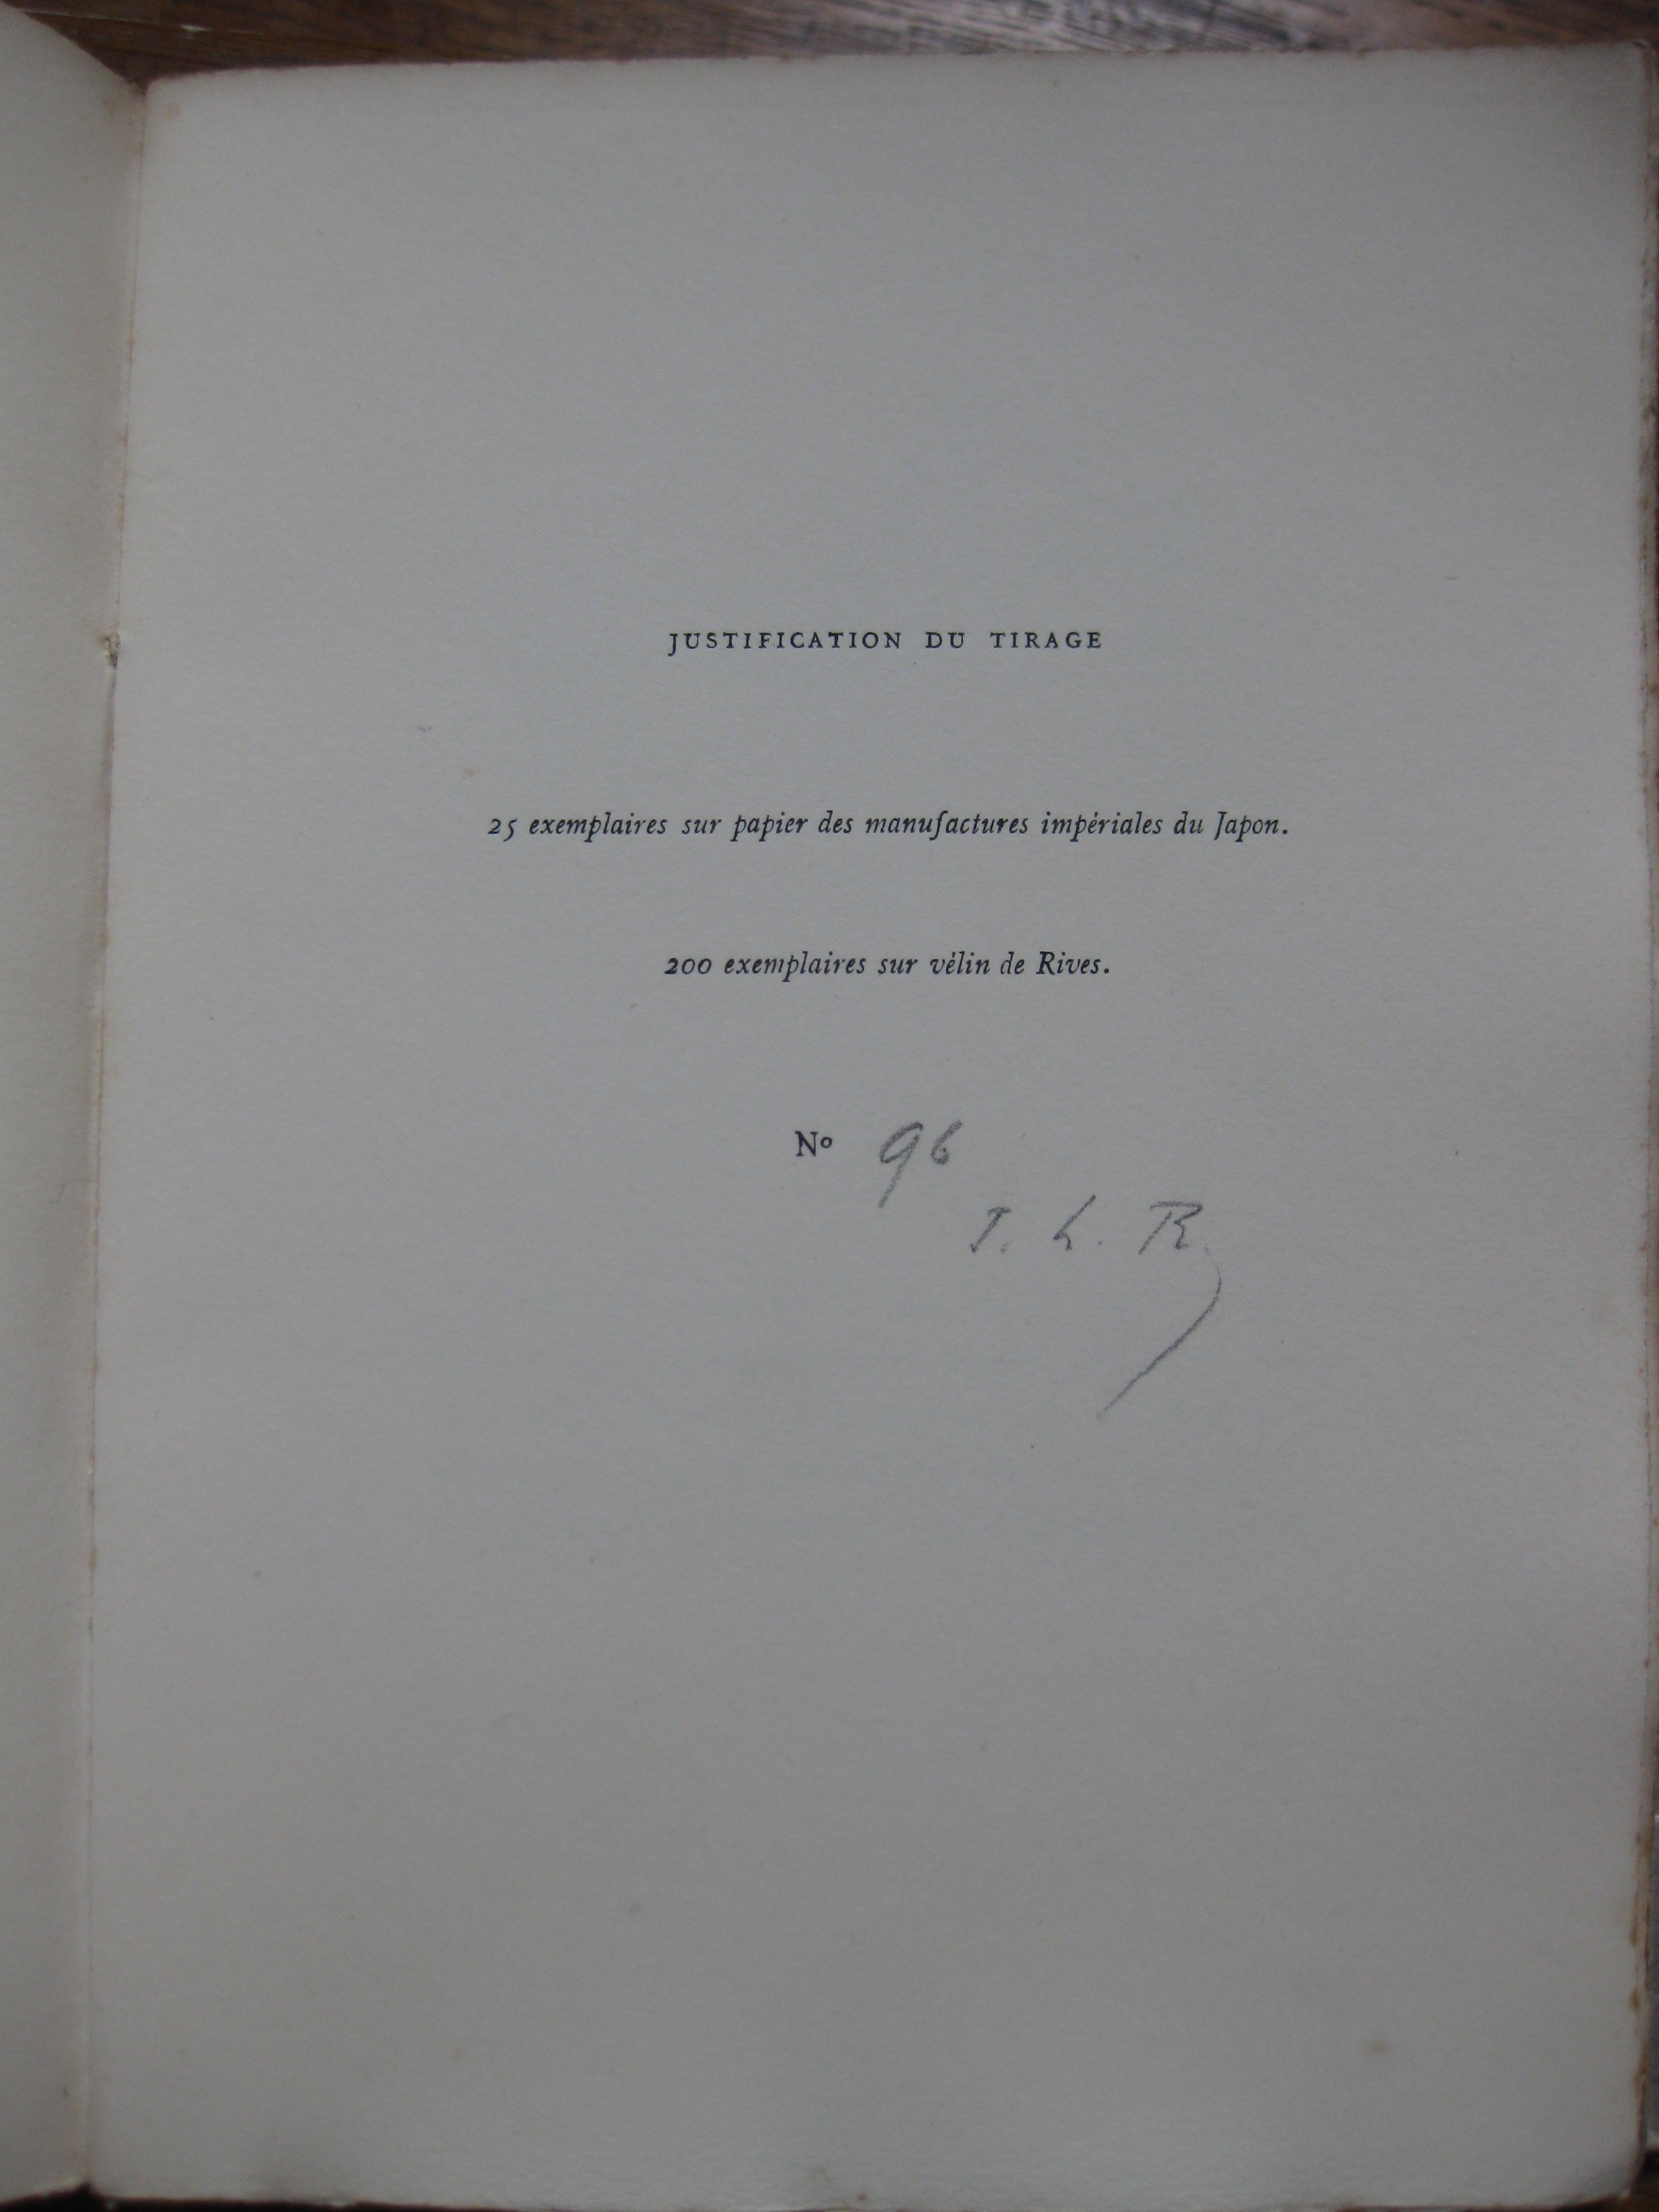 JUSTIFICATION DU TIRAGE
25 exemplaires sur papier des manufactures impériales du Japon.
200 exemplaires sur vélin de Rives.
Nº 96
J. L. R.